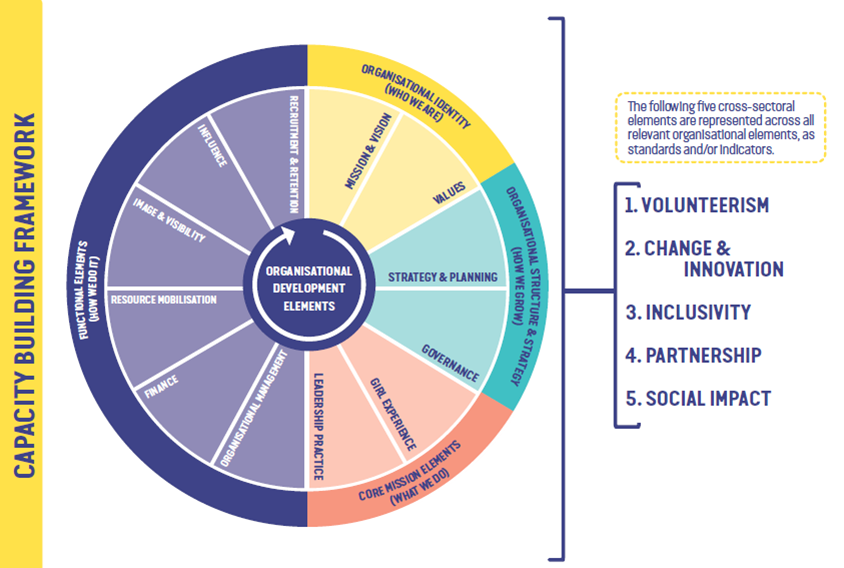 CAPACITY BUILDING FRAMEWORK
ORGANISATIONAL IDENTITY
(WHO WE ARE)
MISSION & VISION
VALUES
ORGANISATIONAL STRUCTURE & STRATEGY
(HOW WE GROW)
STRATEGY & PLANNING
GOVERNANCE
CORE MISSION ELEMENTS
(WHAT WE DO)
GIRL EXPERIENCE
LEADERSHIP PRACTICE
FUNCTIONAL ELEMENTS
(HOW WE DO IT)
ORGANISATIONAL MANAGEMENT
FINANCE
RESOURCE MOBILISATION
IMAGE & VISIBILITY
INFLUENCE
RECRUITMENT & RETENTION
ORGANISATIONAL
DEVELOPMENT
ELEMENTS
The following five cross-sectoral
elements are represented across all
relevant organisational elements, as
standards and/or Indicators.
1. VOLUNTEERISM
2. CHANGE &
INNOVATION
3. INCLUSIVITY
4. PARTNERSHIP
5. SOCIAL IMPACT